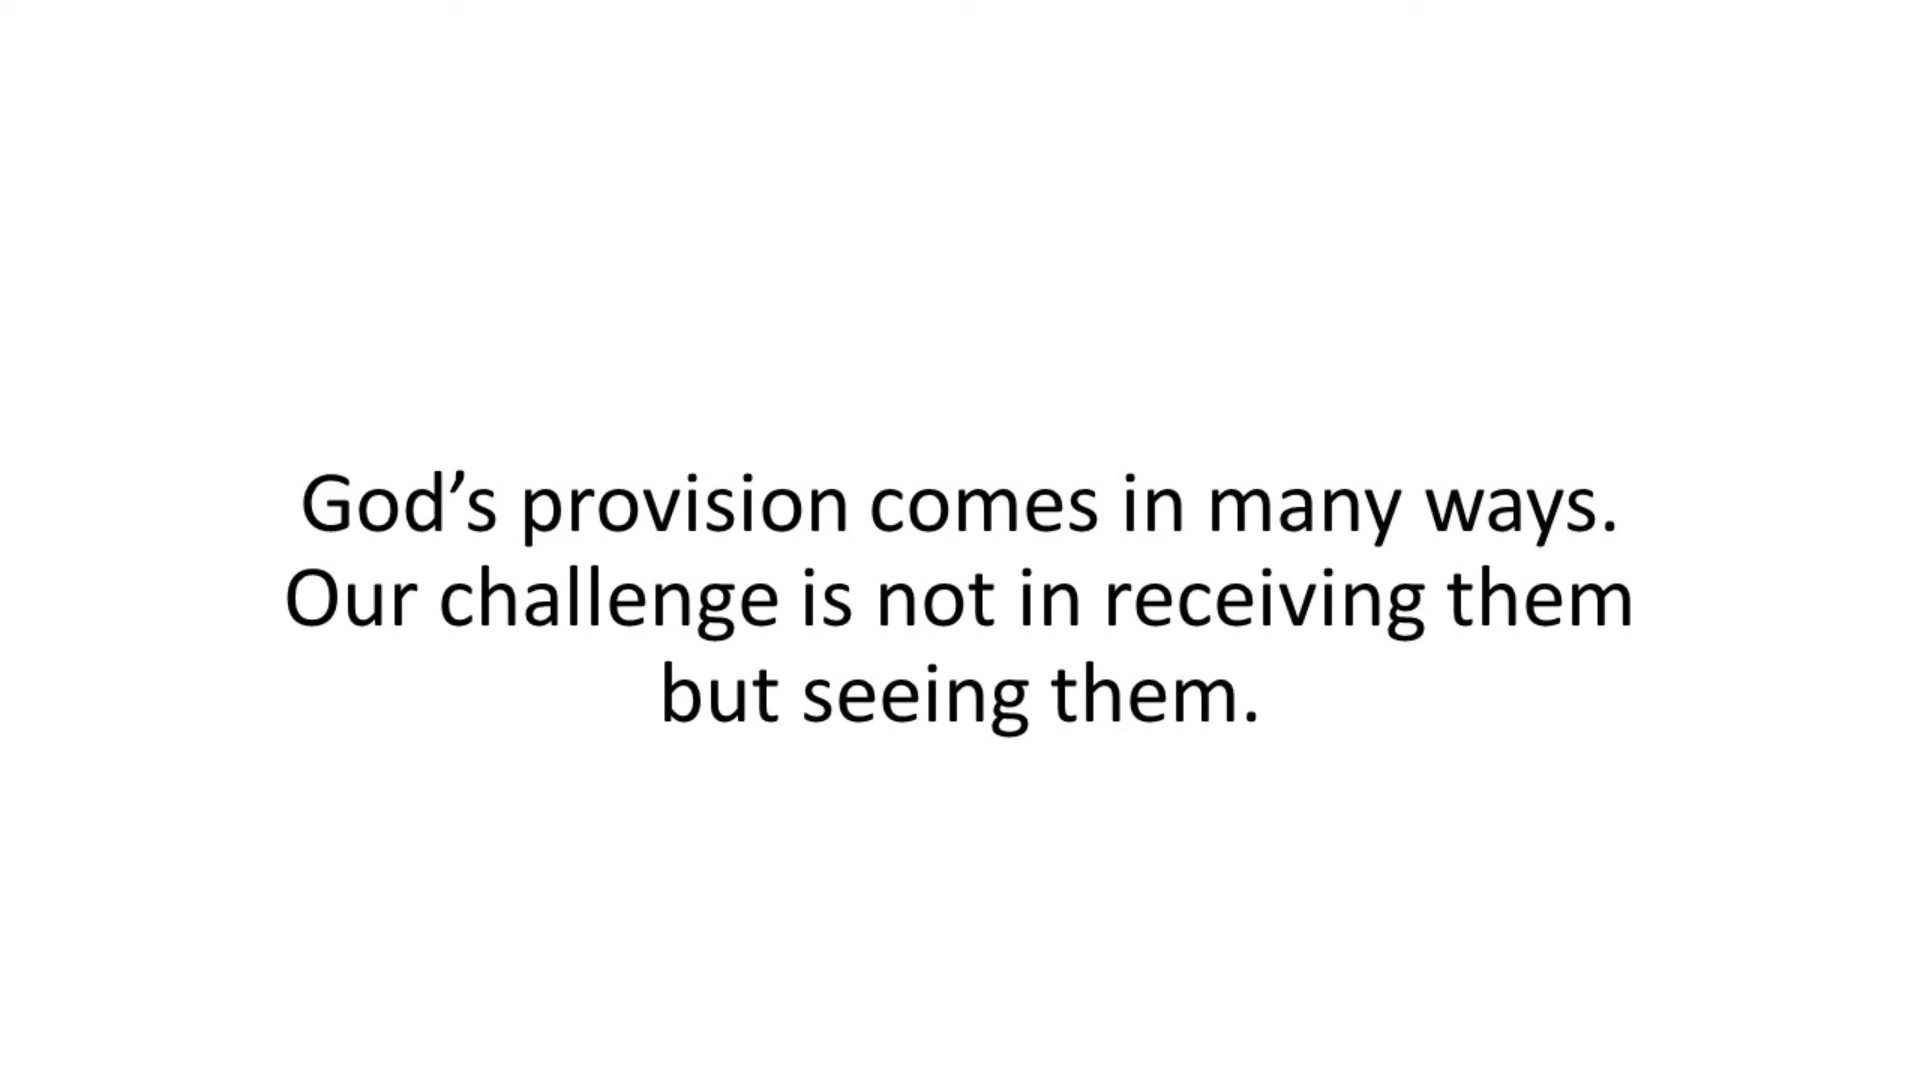 God’s provision comes in many ways.
Our challenge is not in receiving them
but seeing them.